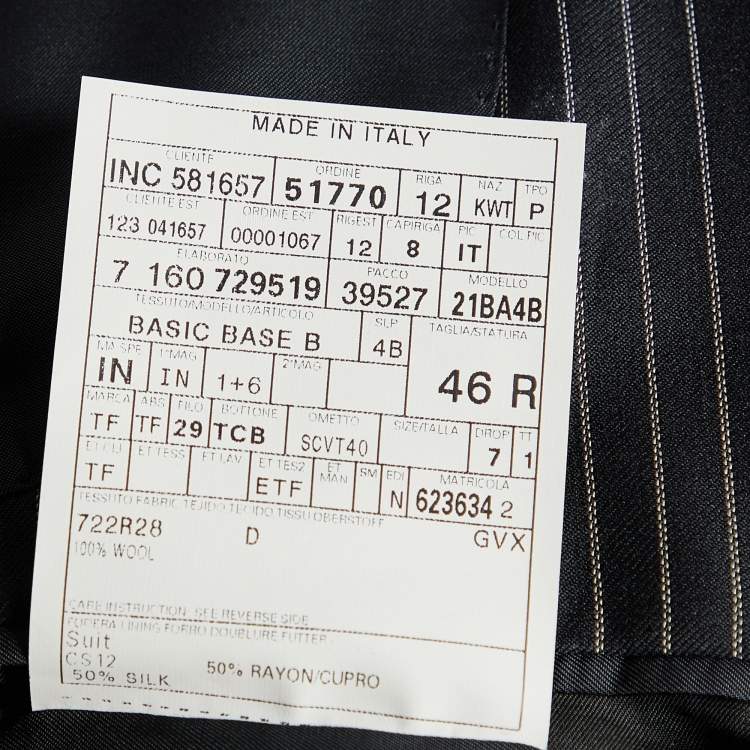 MADE IN ITALY
CLIENTE ORDINE RIGA NAZ TPO
INC 581657 51770 12 KWT P
CLIENTE EST ORDINE EST RIGEST CAPIRIGA PIC COL PIC
123 041657 00001067 12 8 IT
ELABORATO PACCO MODELLO
7 160 729519 39527 21BA4B
TESSUTO/MODELLO/ARTICOLO SLP TAGLIA/STATURA
BASIC BASE B 4B 46 R
MA SPE 1°MAG 2°MAG
IN IN 1+6
MARCA ABS FILO BOTTONE OMETTO SIZE/TALLA DROP TT
TF TF 29 TCB SCVT40 7 1
ET CLI ET TESS ET LAV ET TES2 ET MAN SM EDI MATRICOLA
TF ETF N 623634 2
TESSUTO FABRIC TEJIDO TECIDO TISSU OBERSTOFF
722R28 D GVX
100% WOOL
CARE INSTRUCTION: SEE REVERSE SIDE
FODERA LINING FORRO DOUBLURE FUTTER
Suit
CS12
50% SILK 50% RAYON/CUPRO